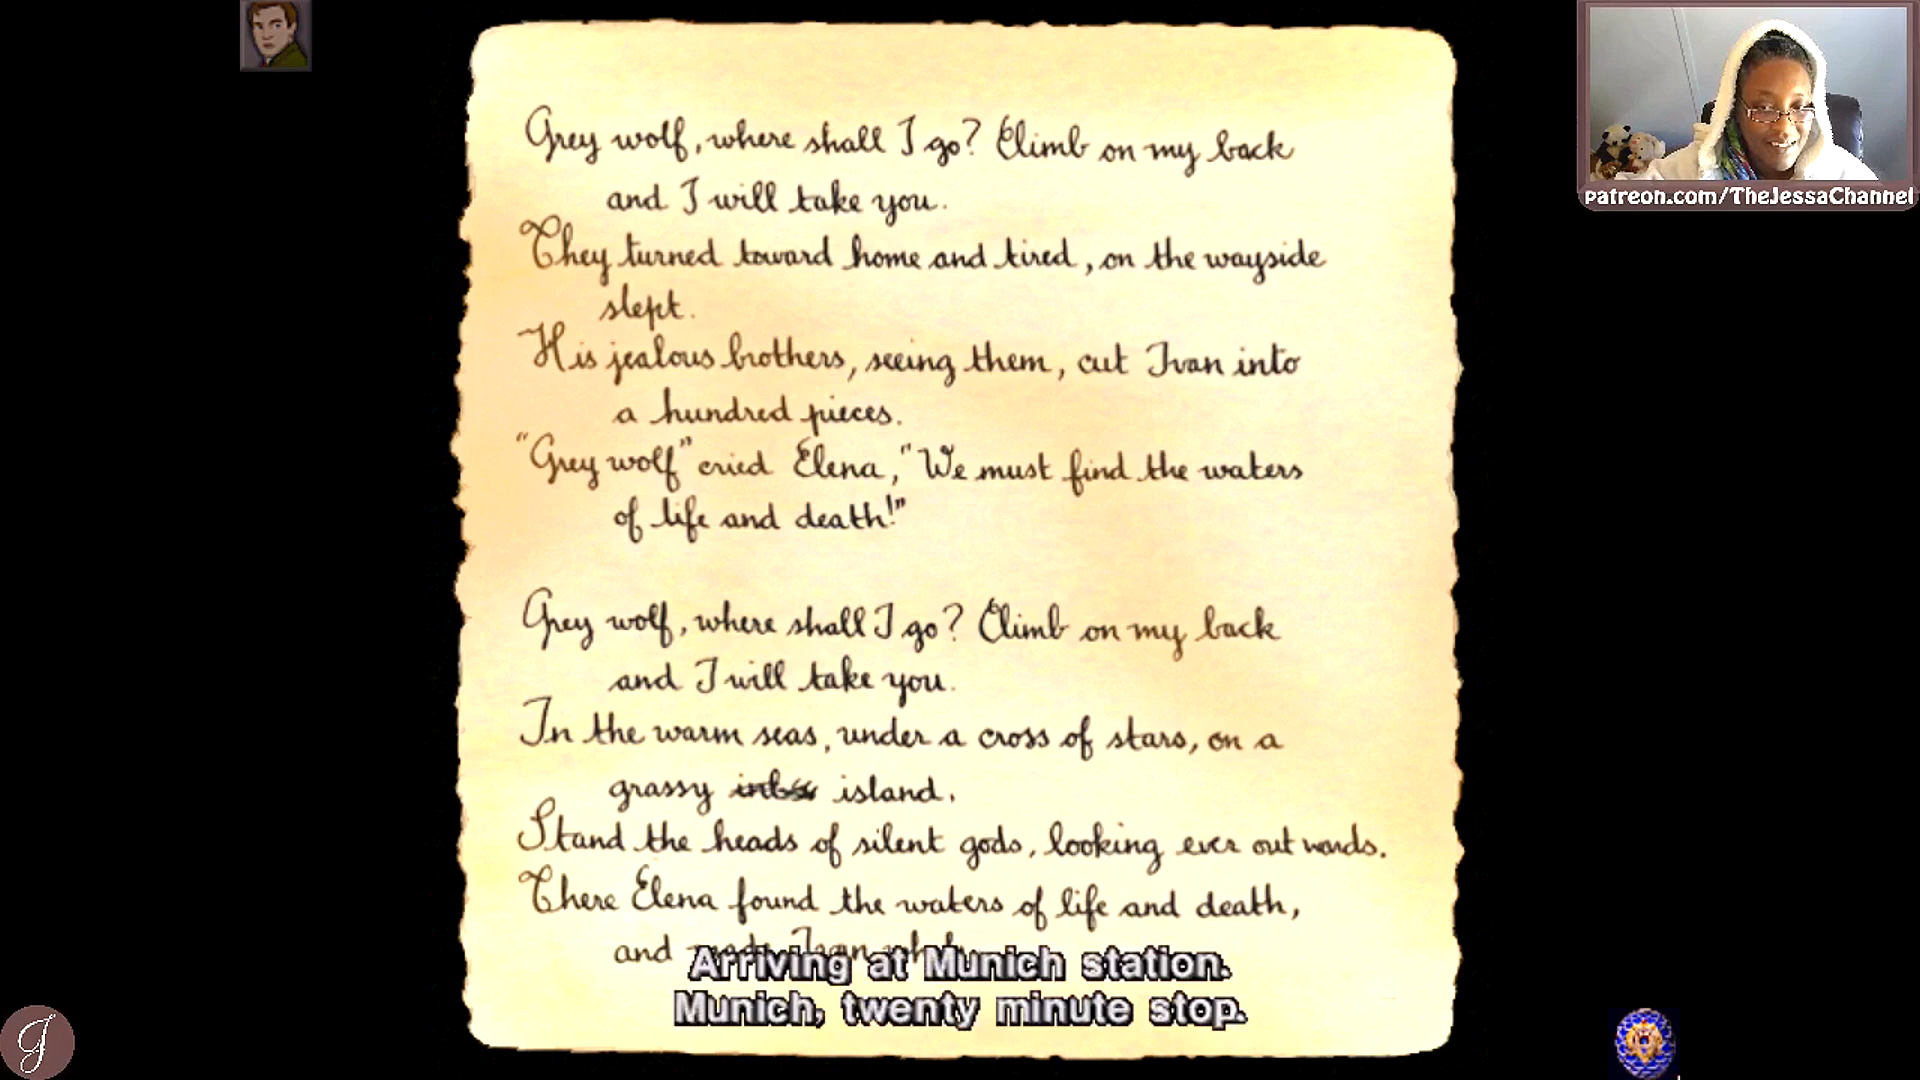 Grey wolf, where shall I go? Climb on my back
and I will take you.
They turned toward home and tired, on the wayside
slept.
His jealous brothers, seeing them, cut Ivan into
a hundred pieces.
"Grey wolf" cried Elena, "We must find the waters
of life and death!"
Grey wolf, where shall I go? Climb on my back
and I will take you.
In the warm seas, under a cross of stars, on a
grassy island,
Stand the heads of silent gods, looking ever outwards.
There Elena found the waters of life and death,
and made Ivan
Arriving at Munich station.
Munich, twenty minute stop.
patreon.com/TheJessaChannel
J